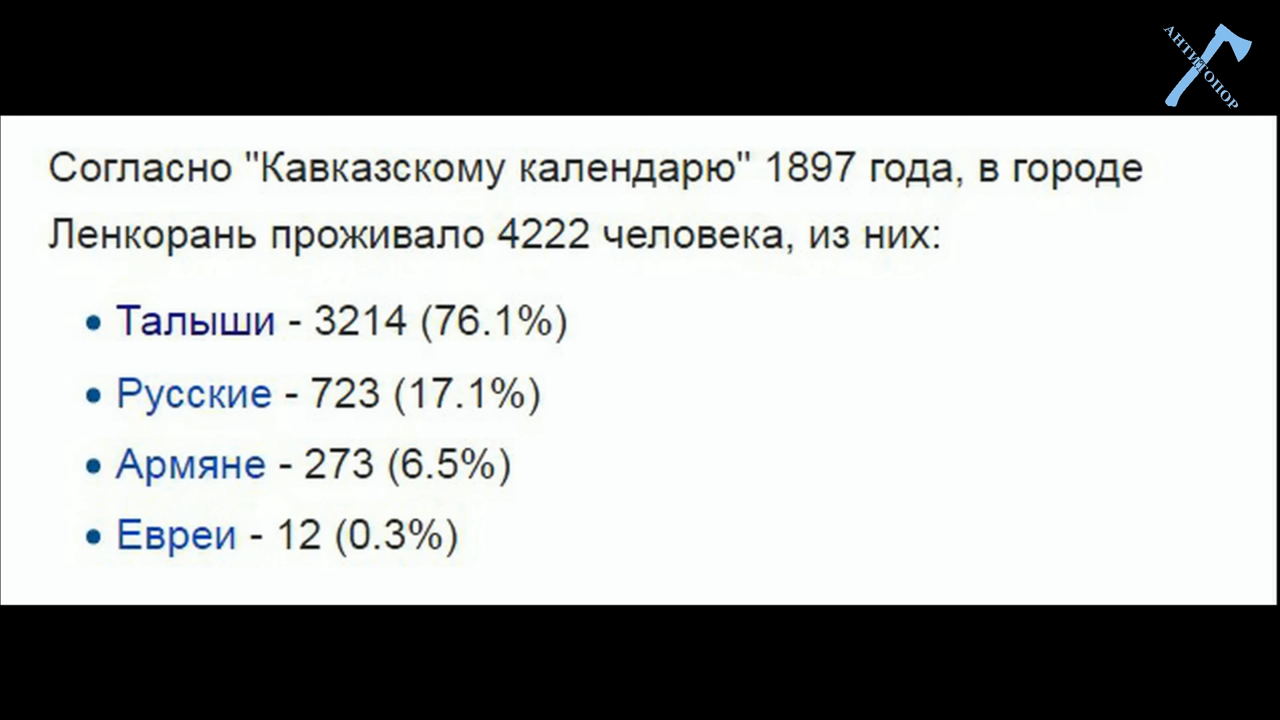 АНТИТОПОР
Согласно "Кавказскому календарю" 1897 года, в городе
Ленкорань проживало 4222 человека, из них:
• Талыши - 3214 (76.1%)
• Русские - 723 (17.1%)
• Армяне - 273 (6.5%)
• Евреи - 12 (0.3%)